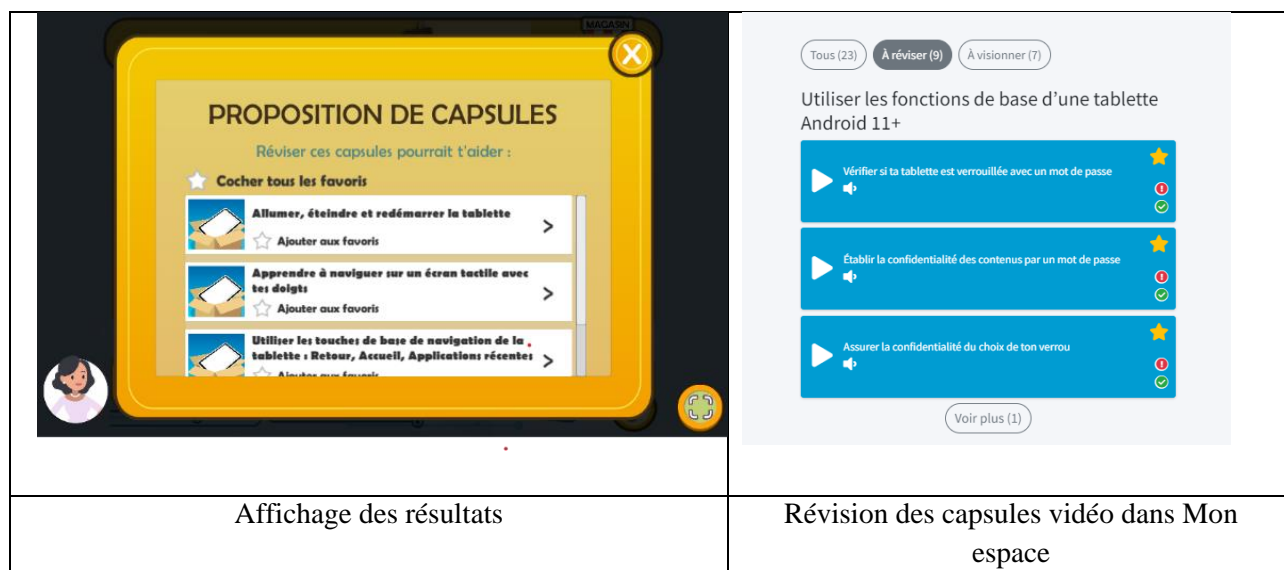 MAGASIN
PROPOSITION DE CAPSULES
Réviser ces capsules pourrait t'aider :
Cocher tous les favoris
Allumer, éteindre et redémarrer la tablette
Ajouter aux favoris
Apprendre à naviguer sur un écran tactile avec
tes doigts
Ajouter aux favoris
Utiliser les touches de base de navigation de la
tablette : Retour, Accueil, Applications récentes
Ajouter aux favoris
Affichage des résultats
Tous (23)
À réviser (9)
À visionner (7)
Utiliser les fonctions de base d'une tablette
Android 11+
Vérifier si ta tablette est verrouillée avec un mot de passe
Établir la confidentialité des contenus par un mot de passe
Assurer la confidentialité du choix de ton verrou
Voir plus (1)
Révision des capsules vidéo dans Mon
espace